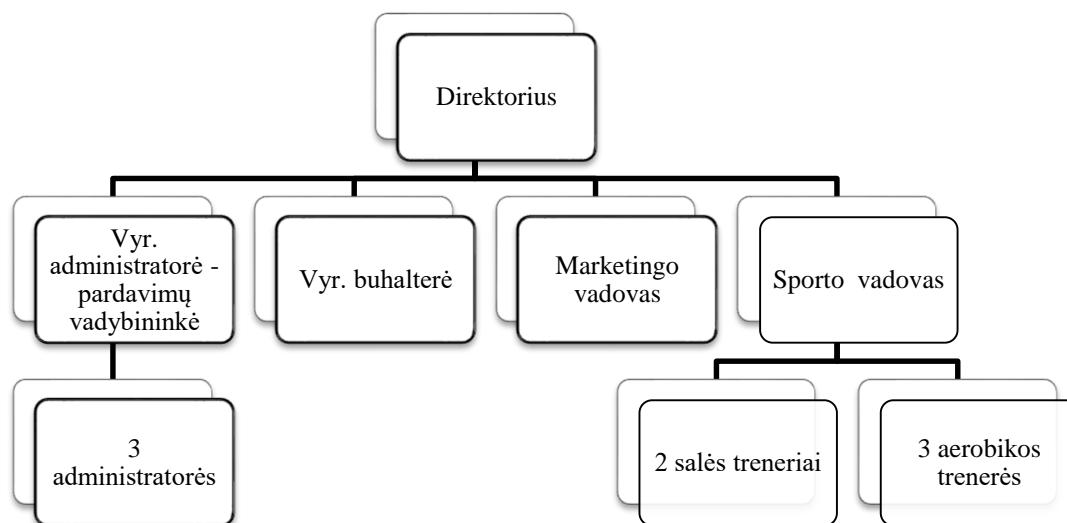 Direktorius
Vyr.
administratorė -
pardavimų
vadybininkė
Vyr. buhalterė
Marketingo
vadovas
Sporto vadovas
3
administratorės
2 salės treneriai
3 aerobikos
trenerės